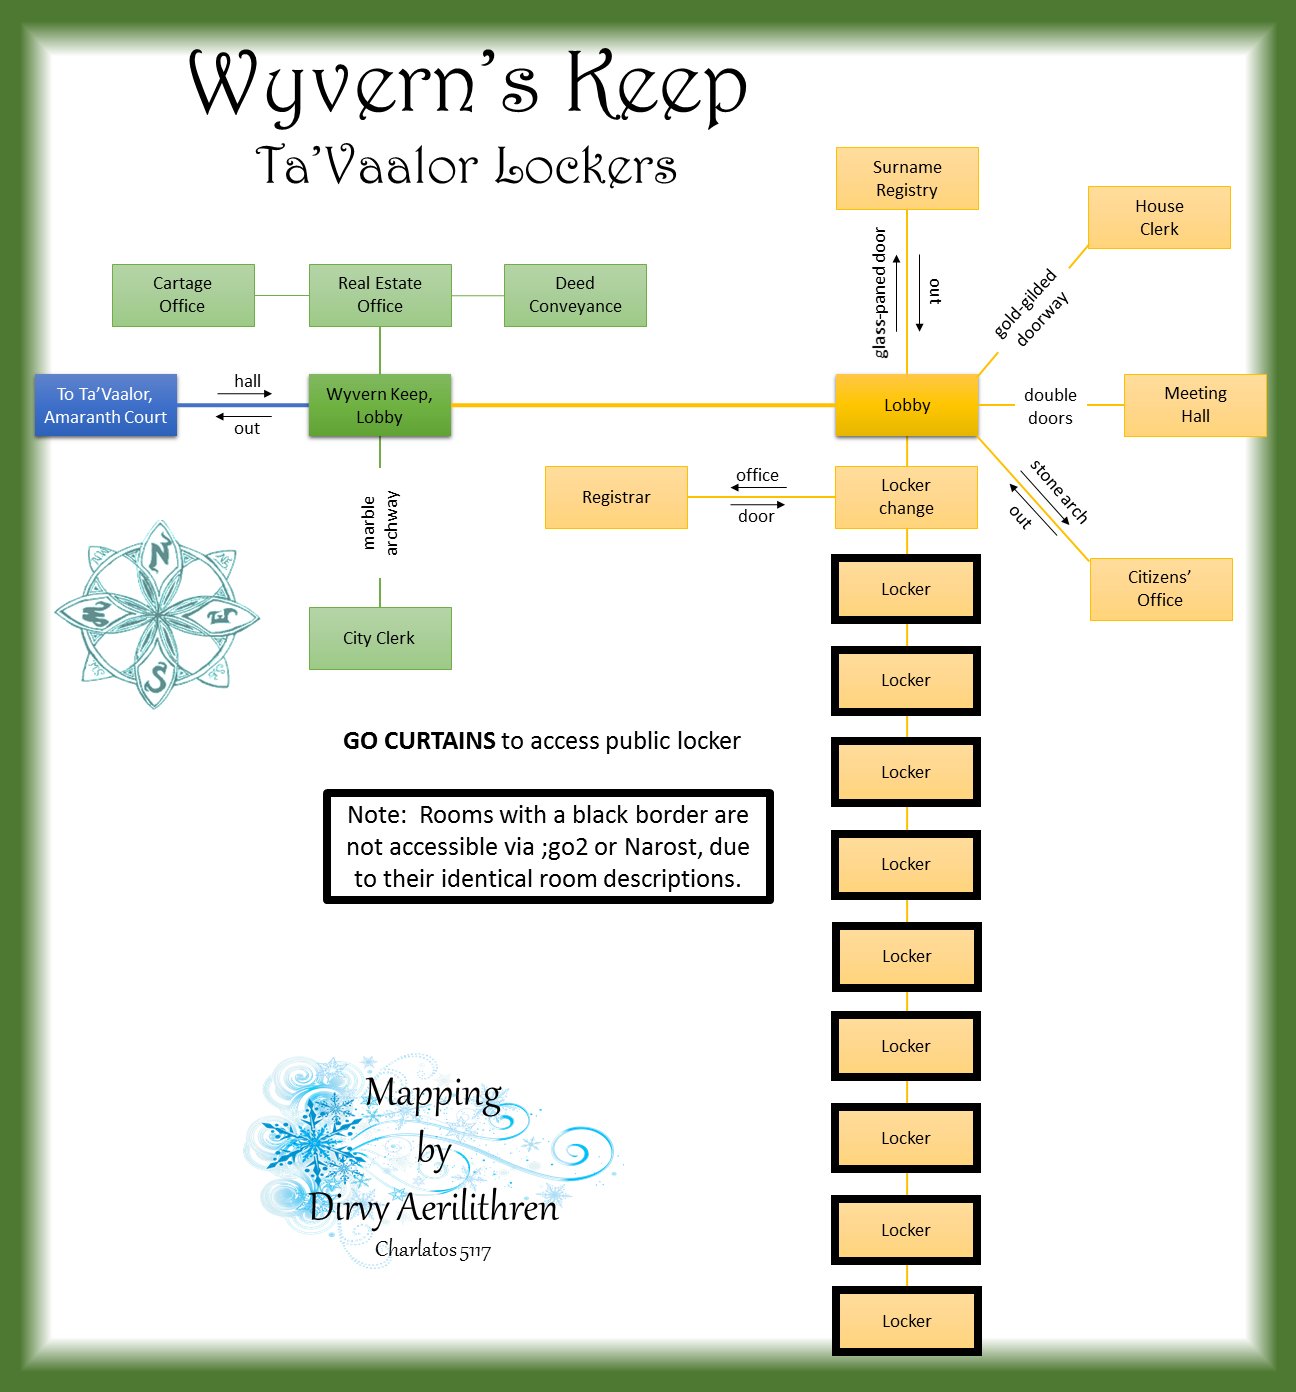 Wyvern's Keep
Ta'Vaalor Lockers
Surname
Registry
House
Clerk
glass-paned door
out
gold-gilded
doorway
Cartage
Office
Real Estate
Office
Deed
Conveyance
To Ta'Vaalor,
Amaranth Court
hall
out
Wyvern Keep,
Lobby
Lobby
double
doors
Meeting
Hall
Registrar
office
door
Locker
change
stone arch
out
marble
archway
Citizens'
Office
N
W
E
S
City Clerk
Locker
Locker
Locker
Locker
Locker
Locker
Locker
Locker
Locker
GO CURTAINS to access public locker
Note: Rooms with a black border are
not accessible via ;go2 or Narost, due
to their identical room descriptions.
Mapping
by
Dirvy Aerilithren
Charlatos 5117